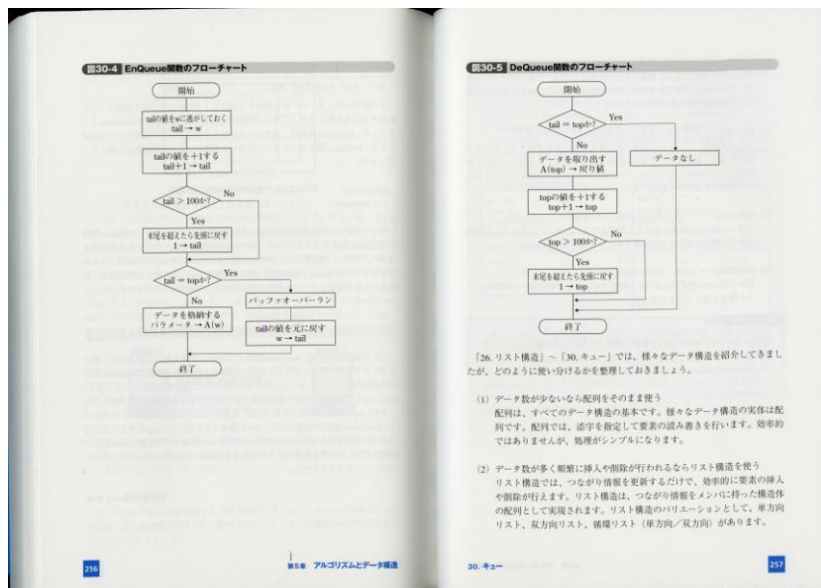 図30-4 EnQueue関数のフローチャート
開始
tailの値をwに逃がしておく
tail → w
tailの値を+1する
tail+1 → tail
tail > 100か?
No
Yes
末尾を超えたら先頭に戻す
1 → tail
tail = topか?
Yes
No
バッファオーバーラン
データを格納する
パラメータ → A(w)
tailの値を元に戻す
w → tail
終了
256
第5章 アルゴリズムとデータ構造
図30-5 DeQueue関数のフローチャート
開始
tail = topか?
Yes
No
データを取り出す
A(top) → 戻り値
データなし
topの値を+1する
top+1 → top
top > 100か?
No
Yes
末尾を超えたら先頭に戻す
1 → top
終了
「26. リスト構造」~「30. キュー」では、様々なデータ構造を紹介してきまし
たが、どのように使い分けるかを整理しておきましょう。
(1) データ数が少ないなら配列をそのまま使う
配列は、すべてのデータ構造の基本です。様々なデータ構造の実体は配
列です。配列では、添字を指定して要素の読み書きを行います。効率的
ではありませんが、処理がシンプルになります。
(2) データ数が多く頻繁に挿入や削除が行われるならリスト構造を使う
リスト構造では、つながり情報を更新するだけで、効率的に要素の挿入
や削除が行えます。リスト構造は、つながり情報をメンバに持った構造体
の配列として実現されます。リスト構造のバリエーションとして、単方向
リスト、双方向リスト、循環リスト(単方向/双方向)があります。
30. キュー
257